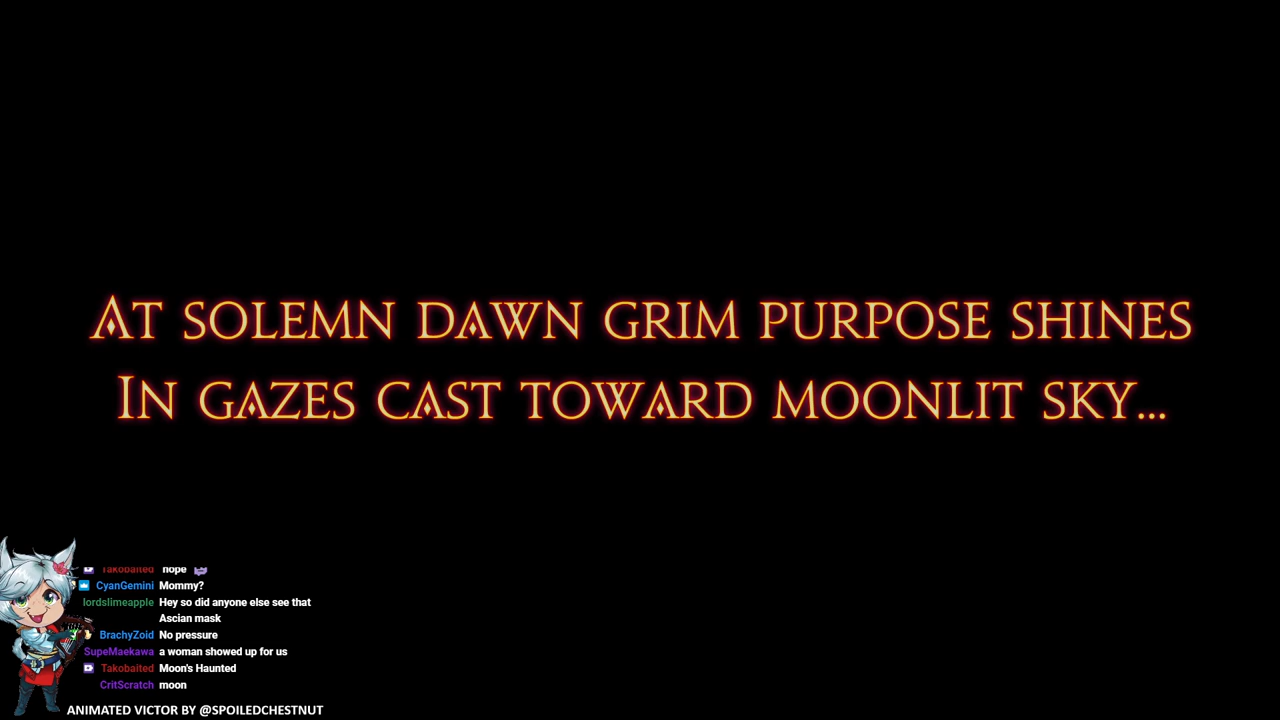 At solemn dawn grim purpose shines
In gazes cast toward moonlit sky...
Takobaited nope
CyanGemini Mommy?
lordslimeapple Hey so did anyone else see that
Ascian mask
BrachyZoid No pressure
SupeMaekawa a woman showed up for us
Takobaited Moon's Haunted
CritScratch moon
ANIMATED VICTOR BY @SPOILEDCHESTNUT